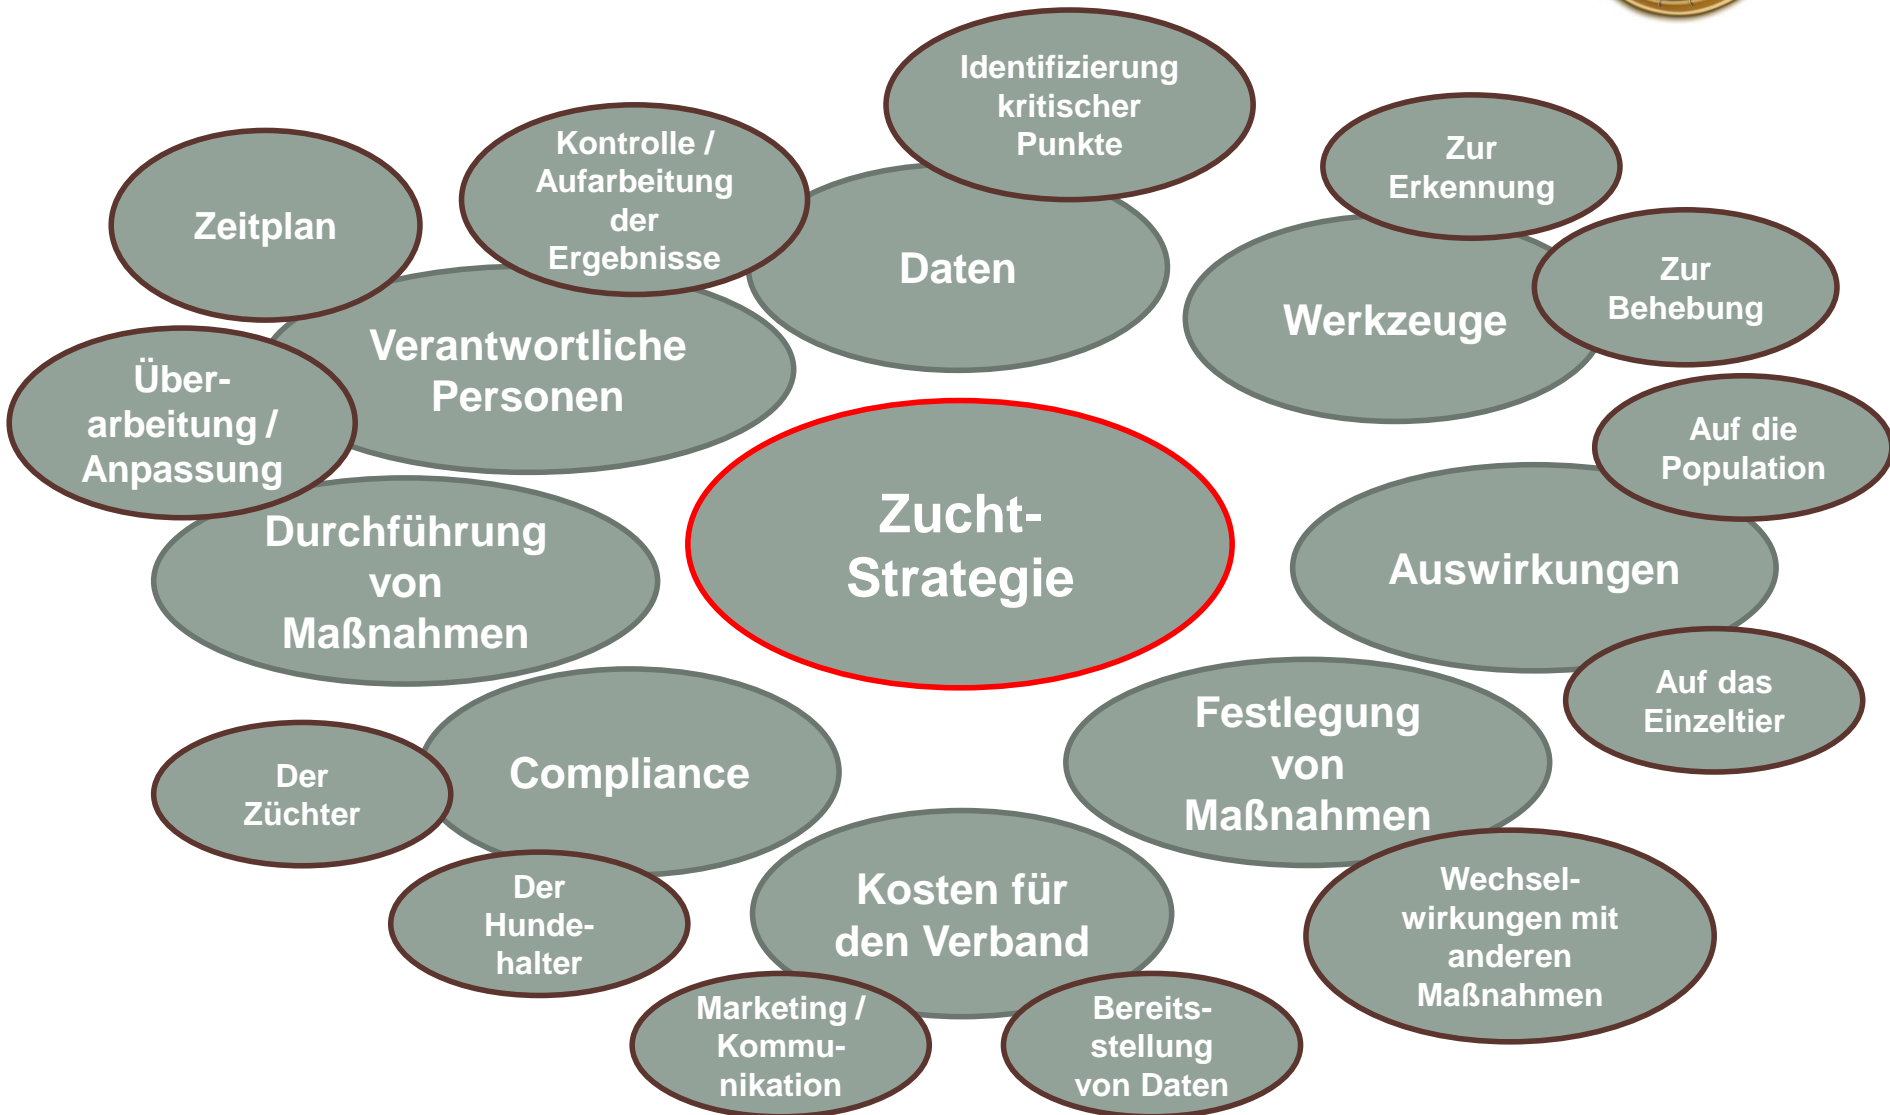 Identifizierung
kritischer
Punkte
Kontrolle /
Aufarbeitung
der
Ergebnisse
Zur
Erkennung
Zeitplan
Daten
Zur
Behebung
Werkzeuge
Verantwortliche
Personen
Über-
arbeitung /
Anpassung
Auf die
Population
Zucht-
Strategie
Durchführung
von
Maßnahmen
Auswirkungen
Auf das
Einzeltier
Festlegung
von
Maßnahmen
Compliance
Der
Züchter
Kosten für
den Verband
Der
Hunde-
halter
Wechsel-
wirkungen mit
anderen
Maßnahmen
Marketing /
Kommu-
nikation
Bereits-
stellung
von Daten